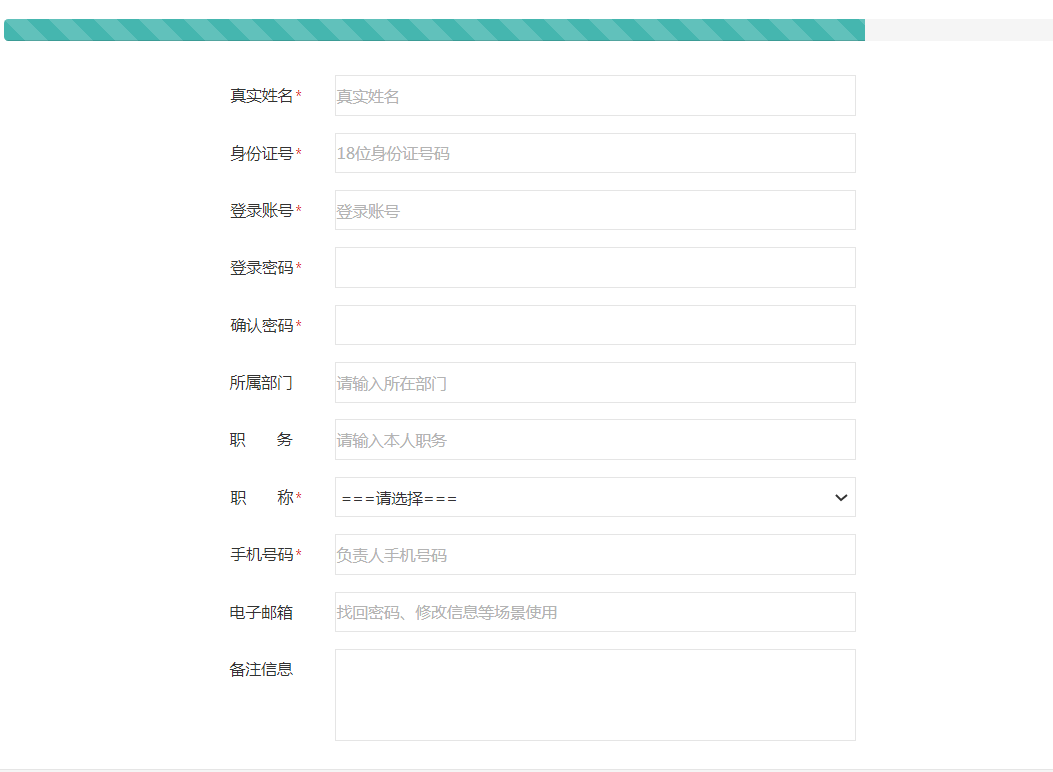 真实姓名* 真实姓名
身份证号* 18位身份证号码
登录账号* 登录账号
登录密码*
确认密码*
所属部门 请输入所在部门
职 务 请输入本人职务
职 称* ===请选择===
手机号码* 负责人手机号码
电子邮箱 找回密码、修改信息等场景使用
备注信息